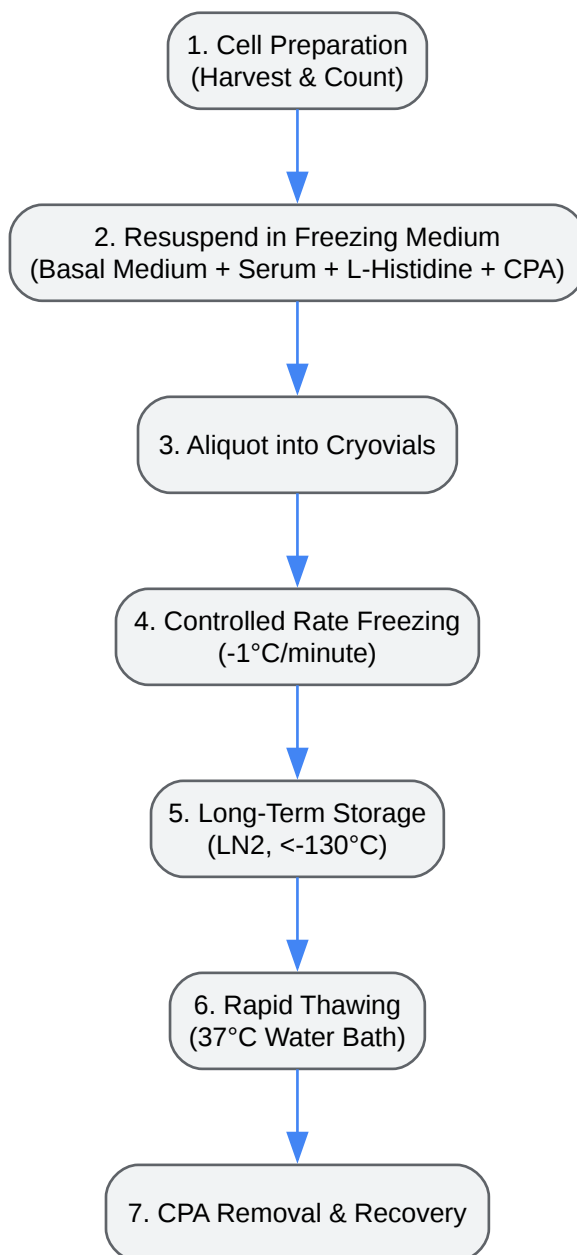 1. Cell Preparation
(Harvest & Count)
2. Resuspend in Freezing Medium
(Basal Medium + Serum + L-Histidine + CPA)
3. Aliquot into Cryovials
4. Controlled Rate Freezing
(-1°C/minute)
5. Long-Term Storage
(LN2, <-130°C)
6. Rapid Thawing
(37°C Water Bath)
7. CPA Removal & Recovery